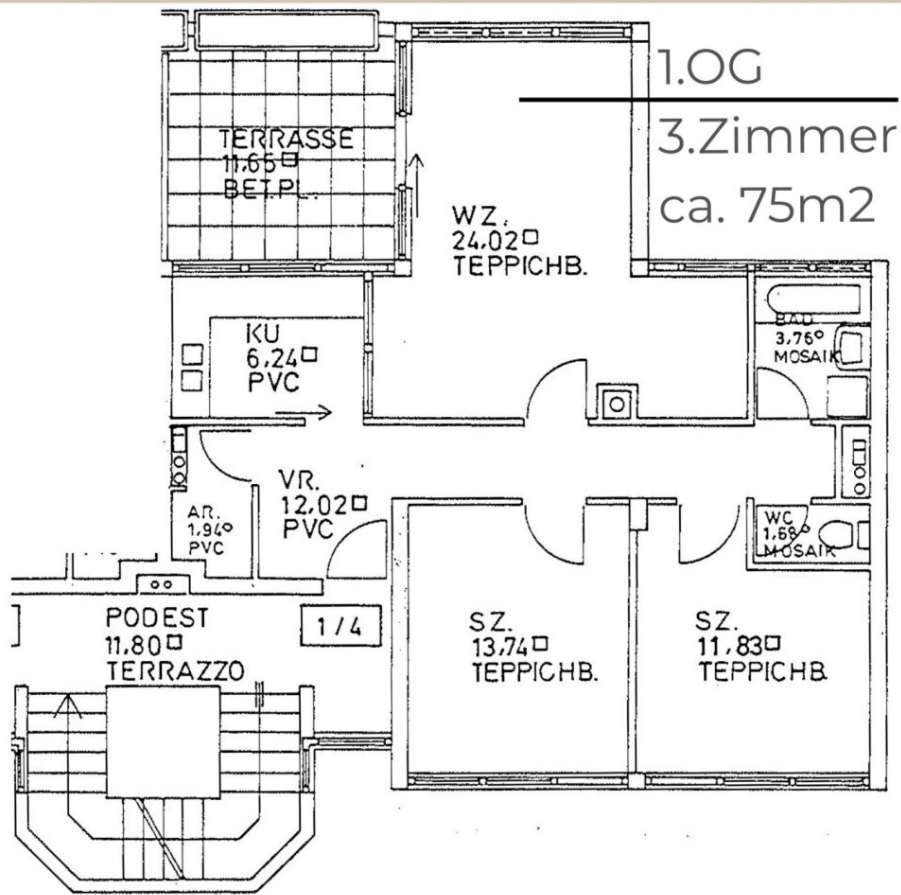 1.OG
3.Zimmer
ca. 75m2
TERRASSE
11,65
BET.PL.
WZ.
24,02
TEPPICHB.
KU
6,24
PVC
BAD
3,76
MOSAIK
VR.
12,02
PVC
AR.
1,94
PVC
WC
1,68
MOSAIK
PODEST
11,80
TERRAZZO
1/4
SZ.
13,74
TEPPICHB.
SZ.
11,83
TEPPICHB